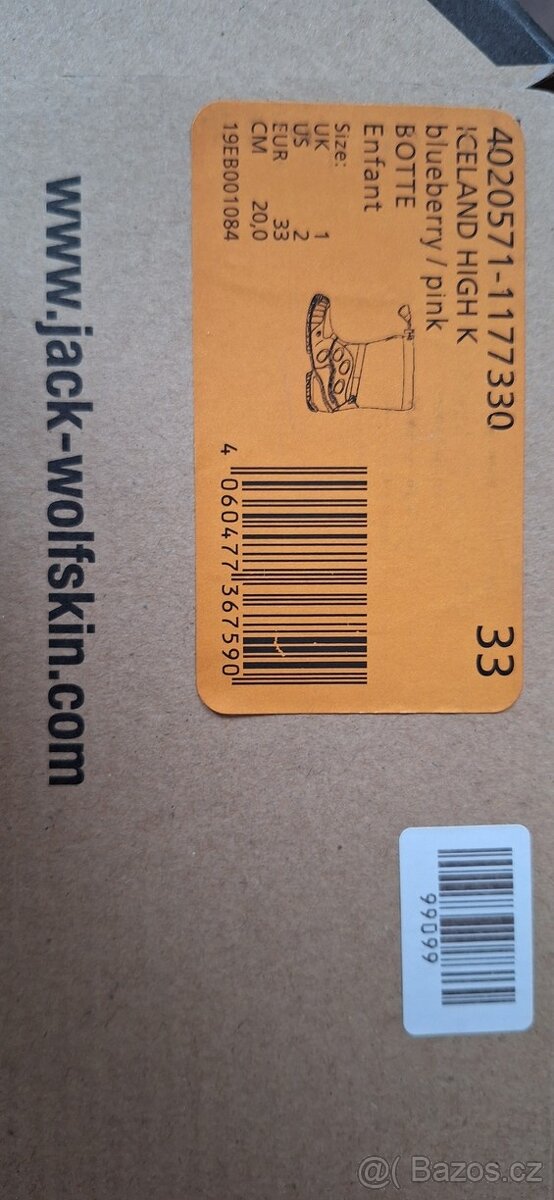 4020571-1177330 33
ICELAND HIGH K
blueberry / pink
BOTTE
Enfant
Size:
UK 1
US 2
EUR 33
CM 20,0
19EB001084
4 060477 367590
www.jack-wolfskin.com
99099
@( Bazos.cz